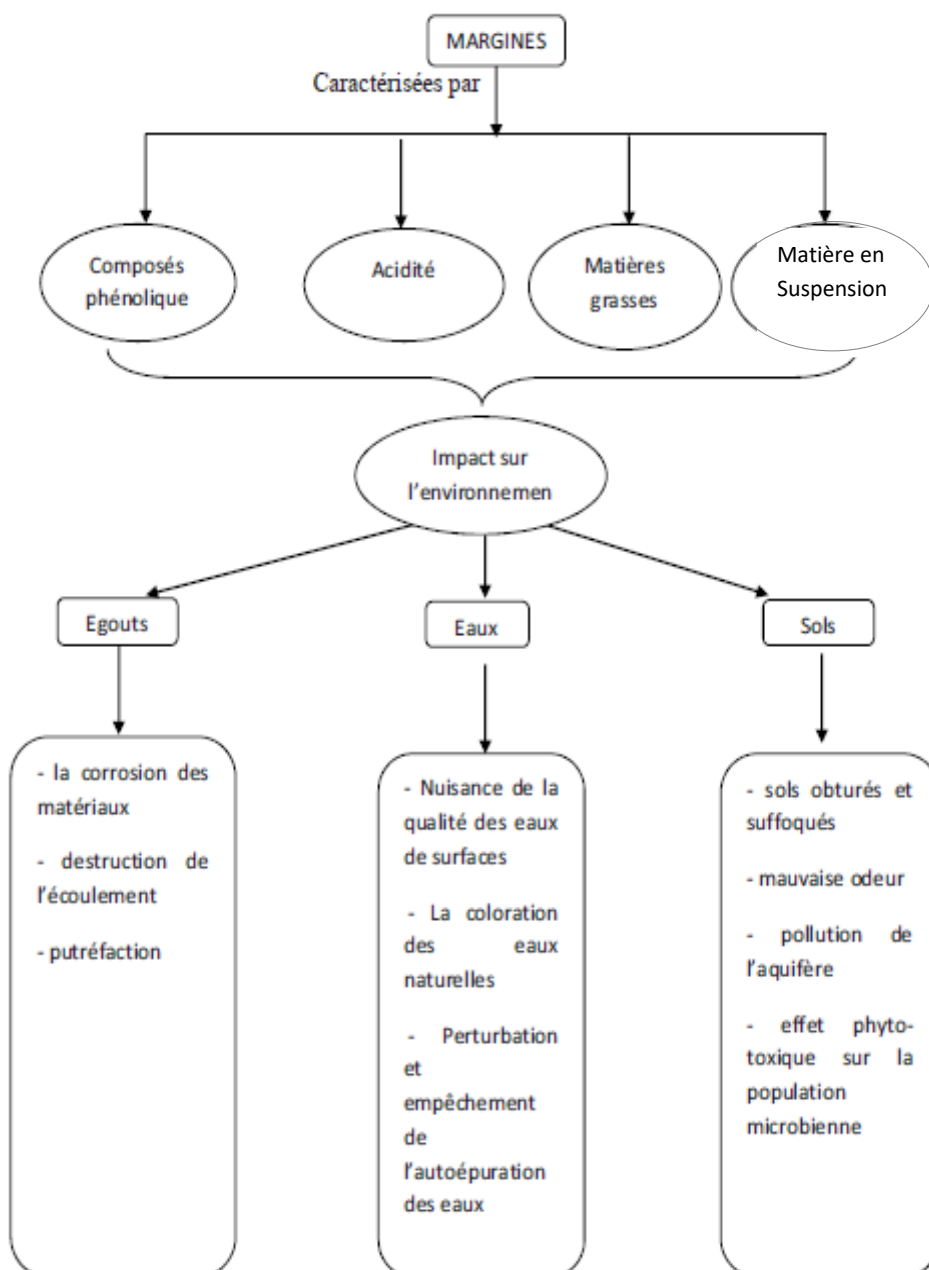 MARGINES
Caractérisées par
Composés
phénolique
Acidité
Matières
grasses
Matière en
Suspension
Impact sur
l'environnemen
Egouts
Eaux
Sols
- la corrosion des
matériaux
- destruction de
l'écoulement
- putréfaction
- Nuisance de la
qualité des eaux
de surfaces
- La coloration
des eaux
naturelles
- Perturbation
et
empêchement
de
l'autoépuration
des eaux
- sols obturés et
suffoqués
- mauvaise odeur
- pollution de
l'aquifère
- effet phyto-
toxique sur la
population
microbienne